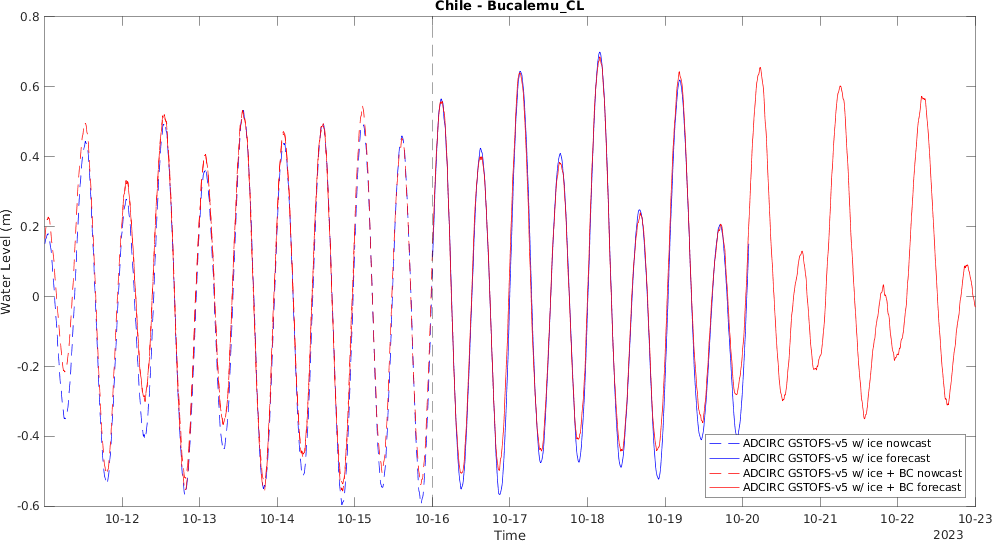 Chile - Bucalemu_CL
0.8
0.6
0.4
0.2
0
-0.2
-0.4
-0.6
Water Level (m)
ADCIRC GSTOFS-v5 w/ ice nowcast
ADCIRC GSTOFS-v5 w/ ice forecast
ADCIRC GSTOFS-v5 w/ ice + BC nowcast
ADCIRC GSTOFS-v5 w/ ice + BC forecast
10-12 10-13 10-14 10-15 10-16 10-17 10-18 10-19 10-20 10-21 10-22 10-23
Time
2023